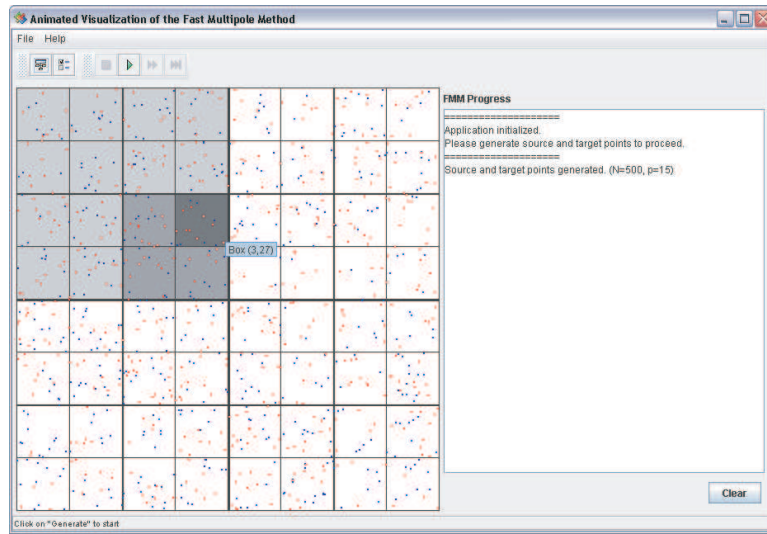 Animated Visualization of the Fast Multipole Method
File Help
FMM Progress
====================
Application initialized.
Please generate source and target points to proceed.
====================
Source and target points generated. (N=500, p=15)
Box (3,27)
Clear
Click on "Generate" to start